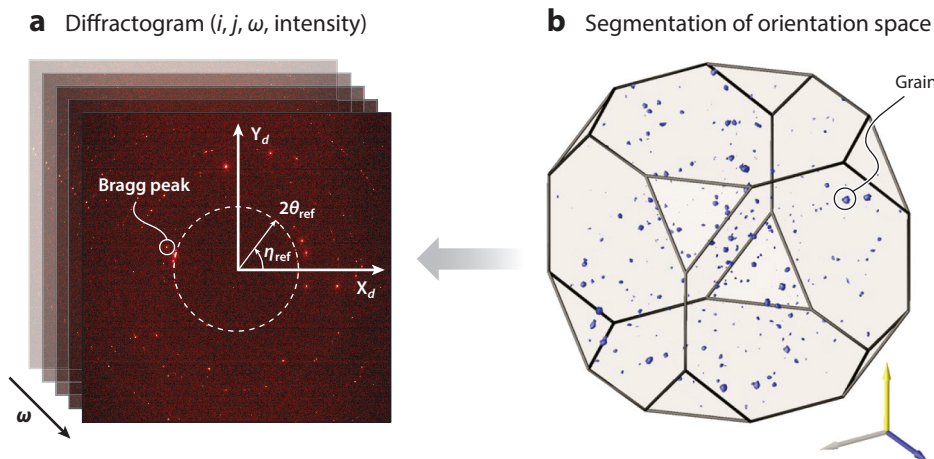 a Diffractogram (i, j, ω, intensity)
b Segmentation of orientation space
Grain
Y_d
Bragg peak
2θ_ref
η_ref
X_d
ω